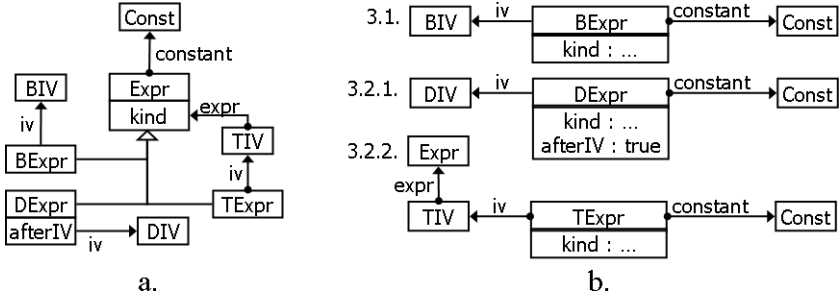 Const
constant
Expr
kind
BIV
iv
expr
TIV
iv
BExpr
DExpr
afterIV
iv
DIV
TExpr
a.
3.1. BIV iv BExpr constant Const
kind : ...
3.2.1. DIV iv DExpr constant Const
kind : ...
afterIV : true
3.2.2. Expr
expr
TIV iv TExpr constant Const
kind : ...
b.